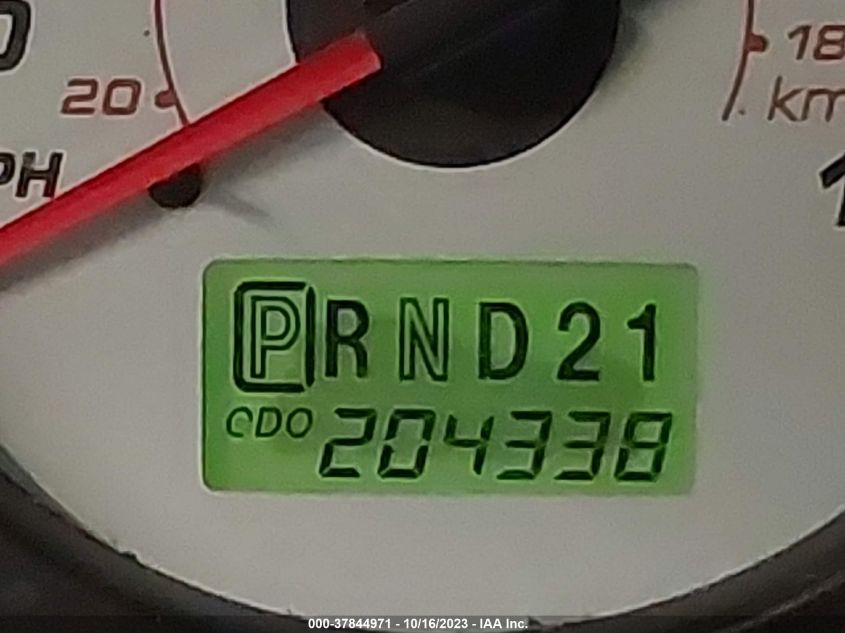 20
18
km
PH
PRND21
ODO 204338
000-37844971 - 10/16/2023 - IAA Inc.